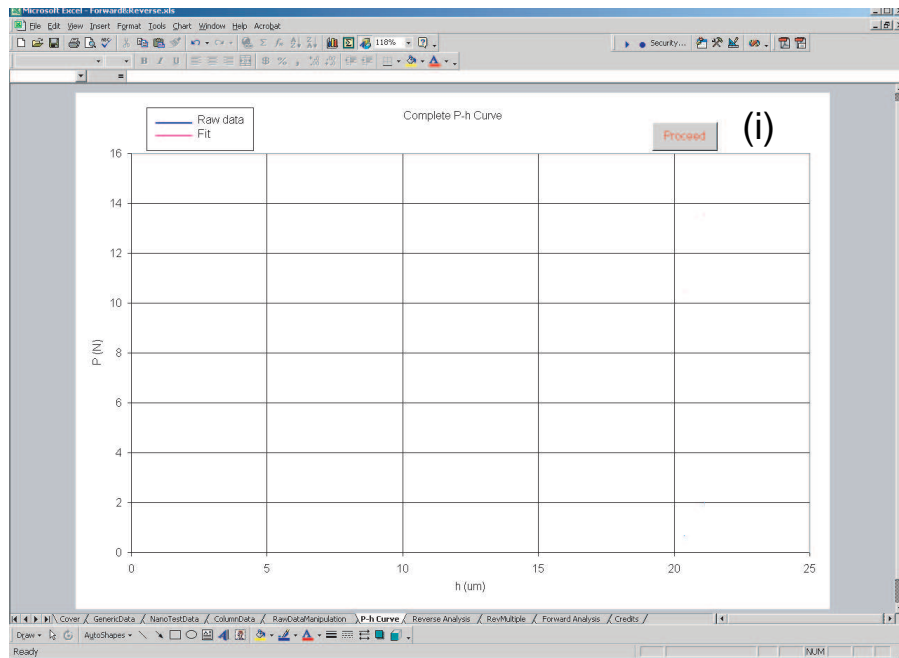 Microsoft Excel - Forward&Reverse.xls
File Edit View Insert Format Tools Chart Window Help Acrobat
118%
Security...
B I U
=
Raw data
Fit
Complete P-h Curve
Proceed
(i)
16
14
12
10
8
6
4
2
0
P (N)
0 5 10 15 20 25
h (um)
Cover / GenericData / NanoTestData / ColumnData / RawDataManipulation \ P-h Curve / Reverse Analysis / RevMultiple / Forward Analysis / Credits /
Draw AutoShapes
Ready NUM